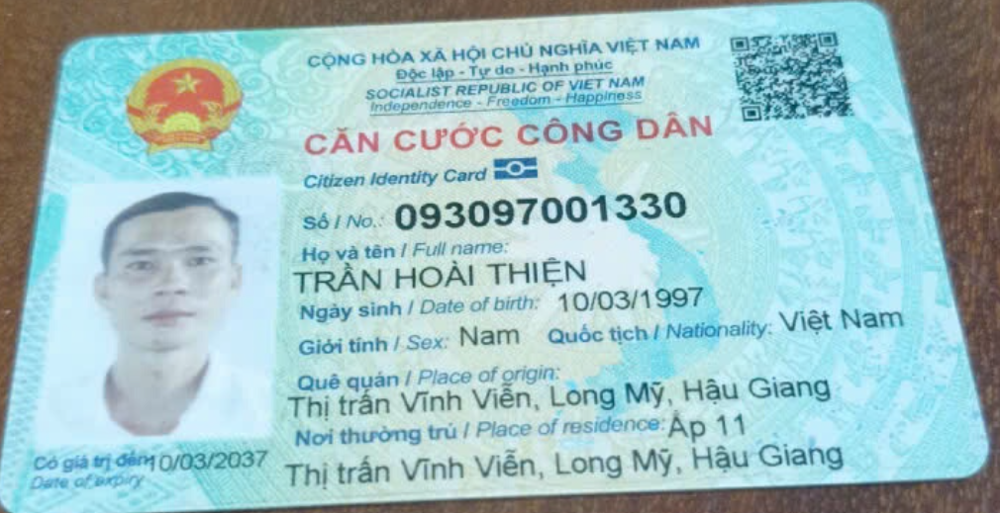 CỘNG HÒA XÃ HỘI CHỦ NGHĨA VIỆT NAM
Độc lập - Tự do - Hạnh phúc
SOCIALIST REPUBLIC OF VIET NAM
Independence - Freedom - Happiness
CĂN CƯỚC CÔNG DÂN
Citizen Identity Card
Số / No.: 093097001330
Họ và tên / Full name:
TRẦN HOÀI THIỆN
Ngày sinh / Date of birth: 10/03/1997
Giới tính / Sex: Nam Quốc tịch / Nationality: Việt Nam
Quê quán / Place of origin:
Thị trấn Vĩnh Viễn, Long Mỹ, Hậu Giang
Nơi thường trú / Place of residence: Ấp 11
Thị trấn Vĩnh Viễn, Long Mỹ, Hậu Giang
Có giá trị đến: 10/03/2037
Date of expiry